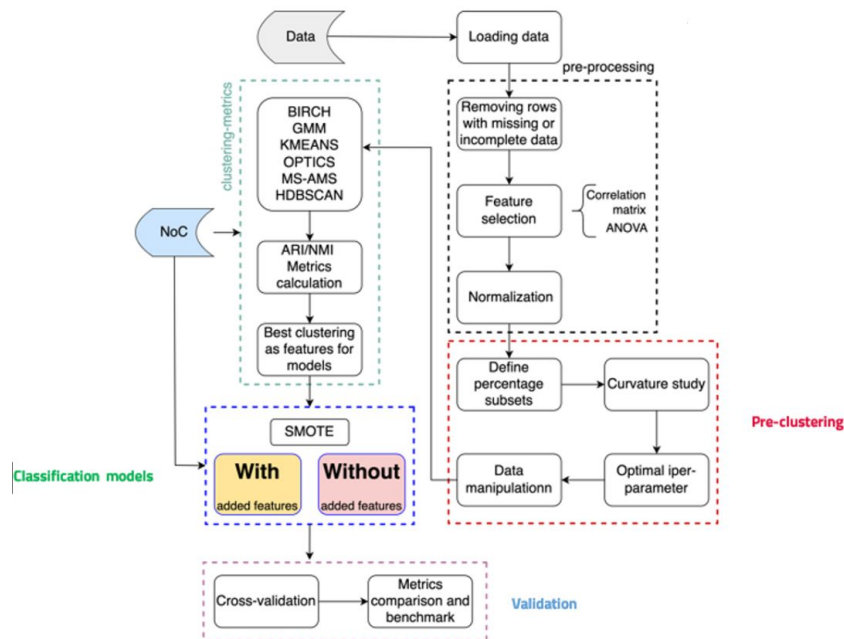 Data
Loading data
pre-processing
Removing rows
with missing or
incomplete data
Feature
selection
Correlation
matrix
ANOVA
Normalization
clustering-metrics
BIRCH
GMM
KMEANS
OPTICS
MS-AMS
HDBSCAN
NoC
ARI/NMI
Metrics
calculation
Best clustering
as features for
models
Define
percentage
subsets
Curvature study
Pre-clustering
Data
manipulationn
Optimal iper-
parameter
SMOTE
Classification models
With
added features
Without
added features
Cross-validation
Metrics
comparison and
benchmark
Validation